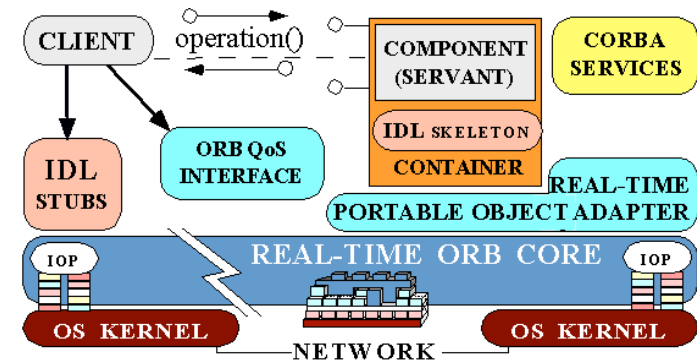 CLIENT
operation()
COMPONENT
(SERVANT)
CORBA
SERVICES
IDL SKELETON
CONTAINER
IDL
STUBS
ORB QoS
INTERFACE
REAL-TIME
PORTABLE OBJECT ADAPTER
REAL-TIME ORB CORE
IOP
IOP
OS KERNEL
OS KERNEL
NETWORK